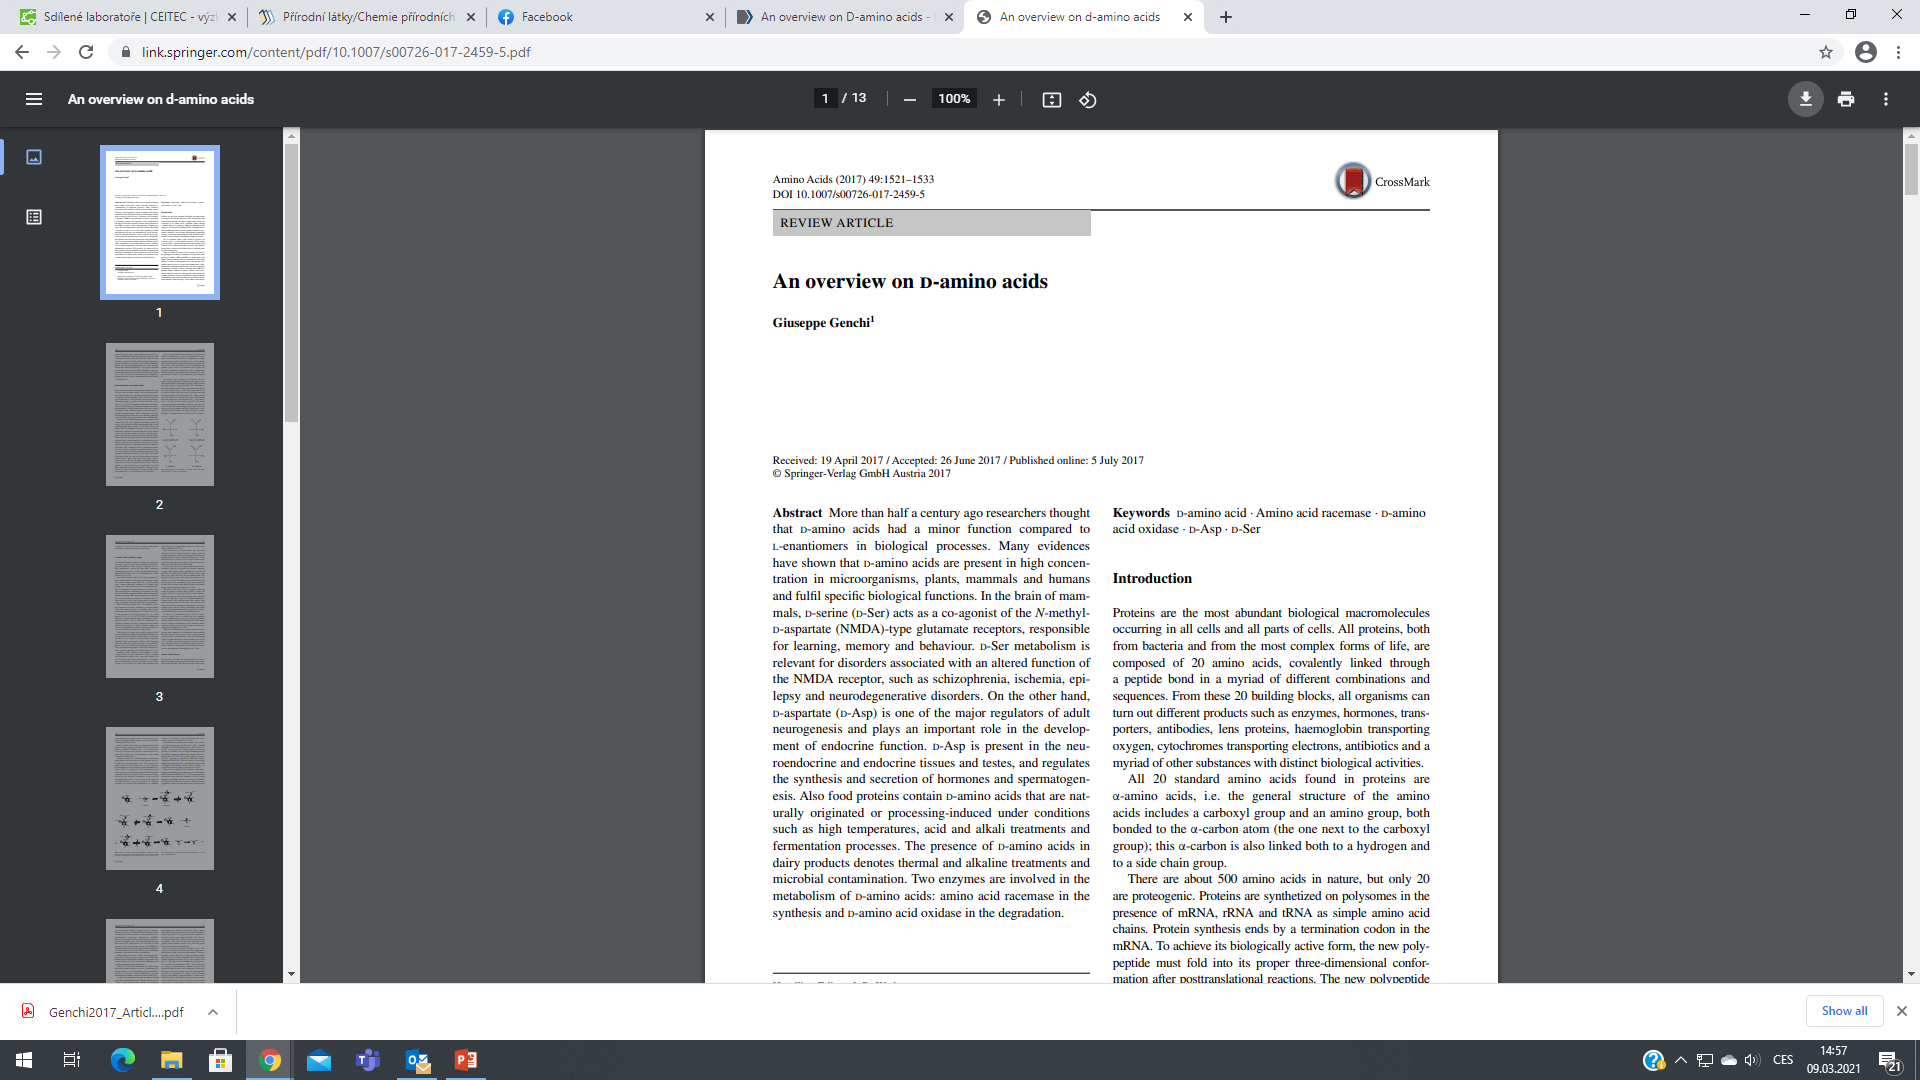 Sdílené laboratoře | CEITEC - výzk
Přírodní látky/Chemie přírodních
Facebook
An overview on D-amino acids -
An overview on d-amino acids
link.springer.com/content/pdf/10.1007/s00726-017-2459-5.pdf
An overview on d-amino acids
1 / 13
100%
1
2
3
4
Amino Acids (2017) 49:1521–1533
DOI 10.1007/s00726-017-2459-5
CrossMark
REVIEW ARTICLE
An overview on D-amino acids
Giuseppe Genchi1
Received: 19 April 2017 / Accepted: 26 June 2017 / Published online: 5 July 2017
© Springer-Verlag GmbH Austria 2017
Abstract More than half a century ago researchers thought
that D-amino acids had a minor function compared to
L-enantiomers in biological processes. Many evidences
have shown that D-amino acids are present in high concen-
tration in microorganisms, plants, mammals and humans
and fulfil specific biological functions. In the brain of mam-
mals, D-serine (D-Ser) acts as a co-agonist of the N-methyl-
D-aspartate (NMDA)-type glutamate receptors, responsible
for learning, memory and behaviour. D-Ser metabolism is
relevant for disorders associated with an altered function of
the NMDA receptor, such as schizophrenia, ischemia, epi-
lepsy and neurodegenerative disorders. On the other hand,
D-aspartate (D-Asp) is one of the major regulators of adult
neurogenesis and plays an important role in the develop-
ment of endocrine function. D-Asp is present in the neu-
roendocrine and endocrine tissues and testes, and regulates
the synthesis and secretion of hormones and spermatogen-
esis. Also food proteins contain D-amino acids that are nat-
urally originated or processing-induced under conditions
such as high temperatures, acid and alkali treatments and
fermentation processes. The presence of D-amino acids in
dairy products denotes thermal and alkaline treatments and
microbial contamination. Two enzymes are involved in the
metabolism of D-amino acids: amino acid racemase in the
synthesis and D-amino acid oxidase in the degradation.
Keywords D-amino acid · Amino acid racemase · D-amino
acid oxidase · D-Asp · D-Ser
Introduction
Proteins are the most abundant biological macromolecules
occurring in all cells and all parts of cells. All proteins, both
from bacteria and from the most complex forms of life, are
composed of 20 amino acids, covalently linked through
a peptide bond in a myriad of different combinations and
sequences. From these 20 building blocks, all organisms can
turn out different products such as enzymes, hormones, trans-
porters, antibodies, lens proteins, haemoglobin transporting
oxygen, cytochromes transporting electrons, antibiotics and a
myriad of other substances with distinct biological activities.
All 20 standard amino acids found in proteins are
α-amino acids, i.e. the general structure of the amino
acids includes a carboxyl group and an amino group, both
bonded to the α-carbon atom (the one next to the carboxyl
group); this α-carbon is also linked both to a hydrogen and
to a side chain group.
There are about 500 amino acids in nature, but only 20
are proteogenic. Proteins are synthetized on polysomes in the
presence of mRNA, rRNA and tRNA as simple amino acid
chains. Protein synthesis ends by a termination codon in the
mRNA. To achieve its biologically active form, the new poly-
peptide must fold into its proper three-dimensional confor-
mation after posttranslational reactions. The new polypeptide
Genchi2017_Articl....pdf
Show all
CES
14:57
09.03.2021
21